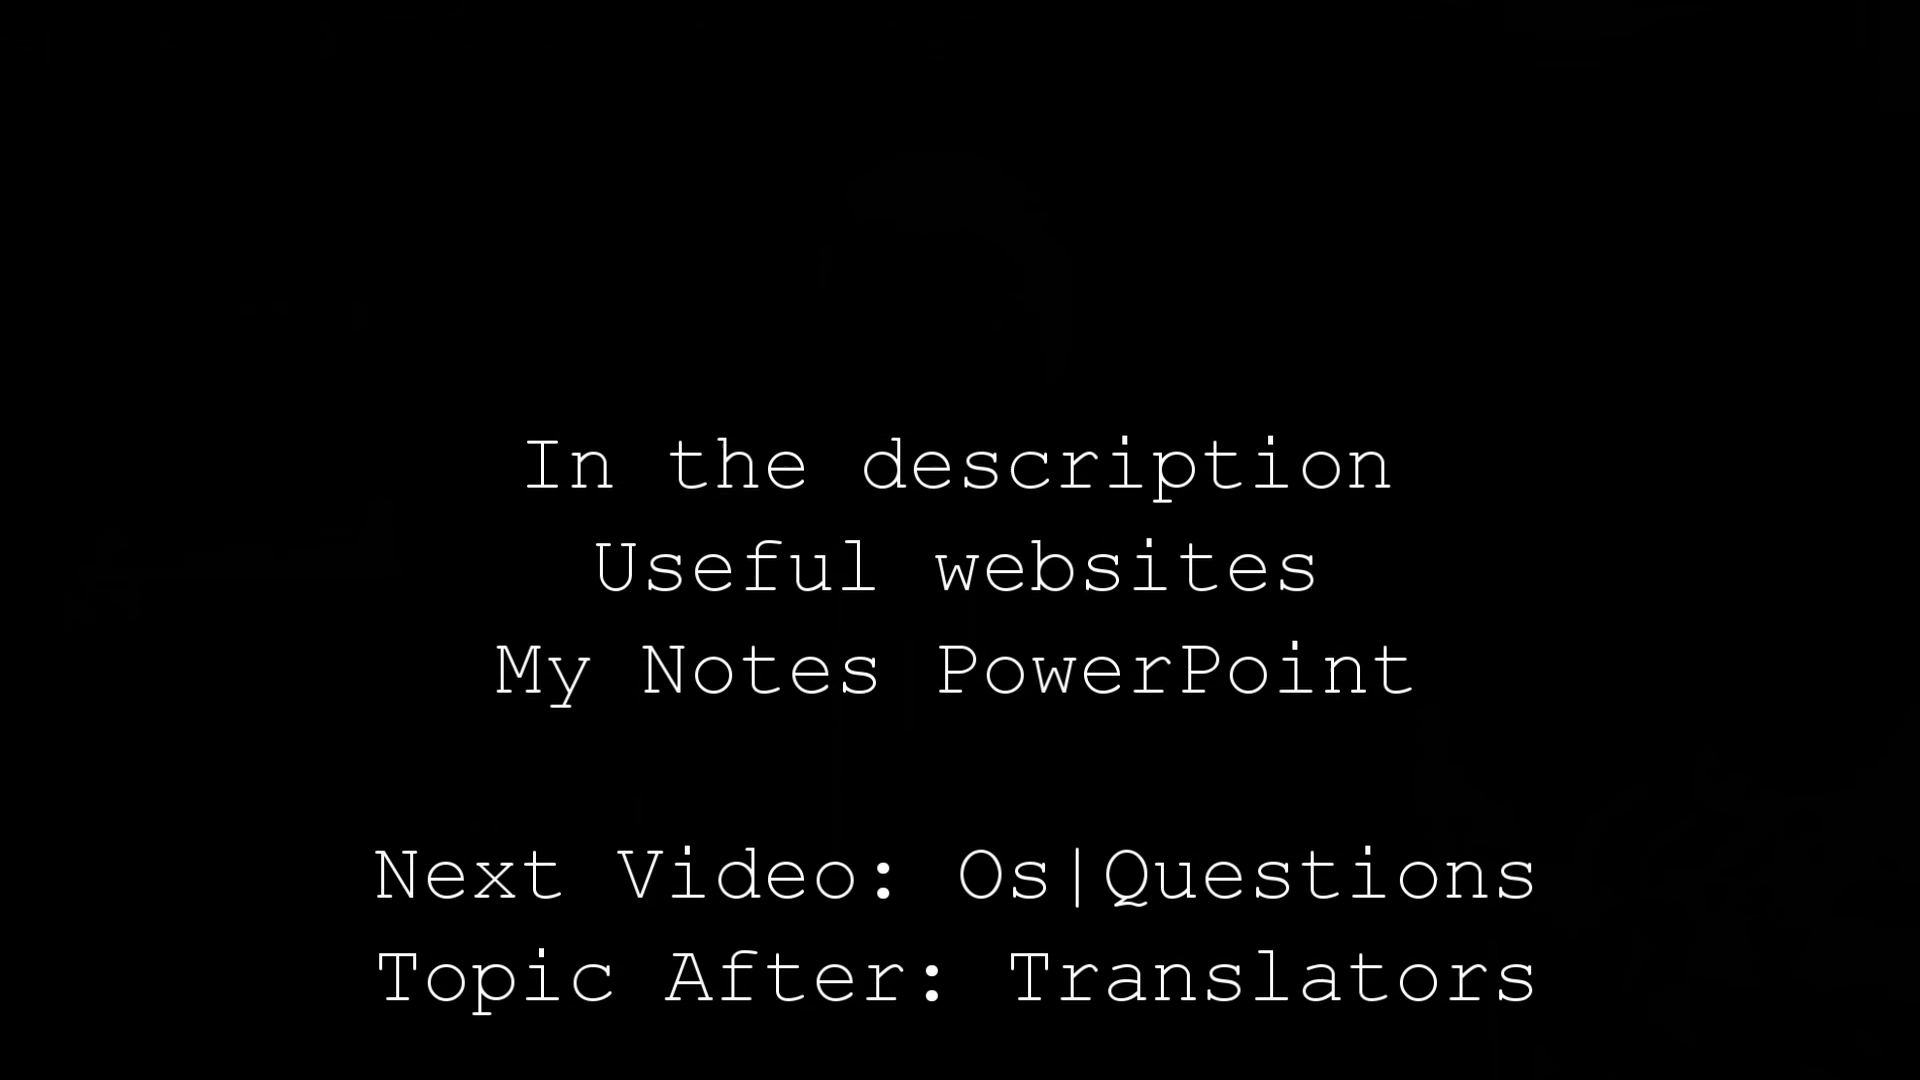 In the description
Useful websites
My Notes PowerPoint
Next Video: Os|Questions
Topic After: Translators